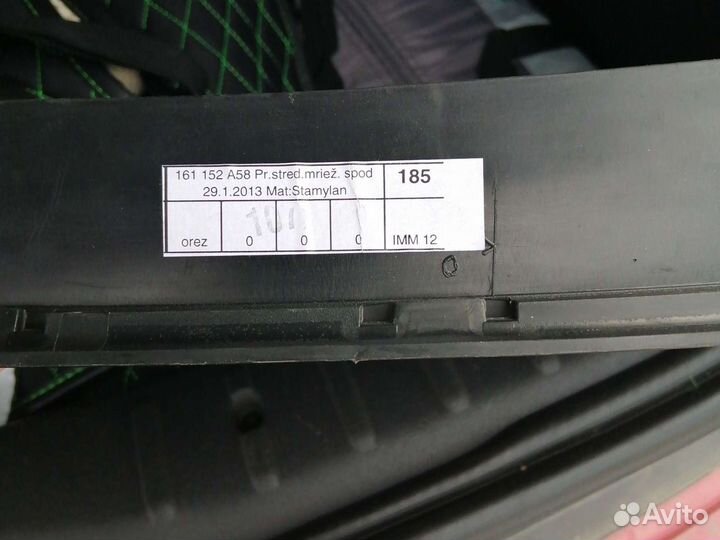 161 152 A58 Pr.stred.mriež. spod
29.1.2013 Mat:Stamylan
185
orez 0 0 0 IMM 12
Avito